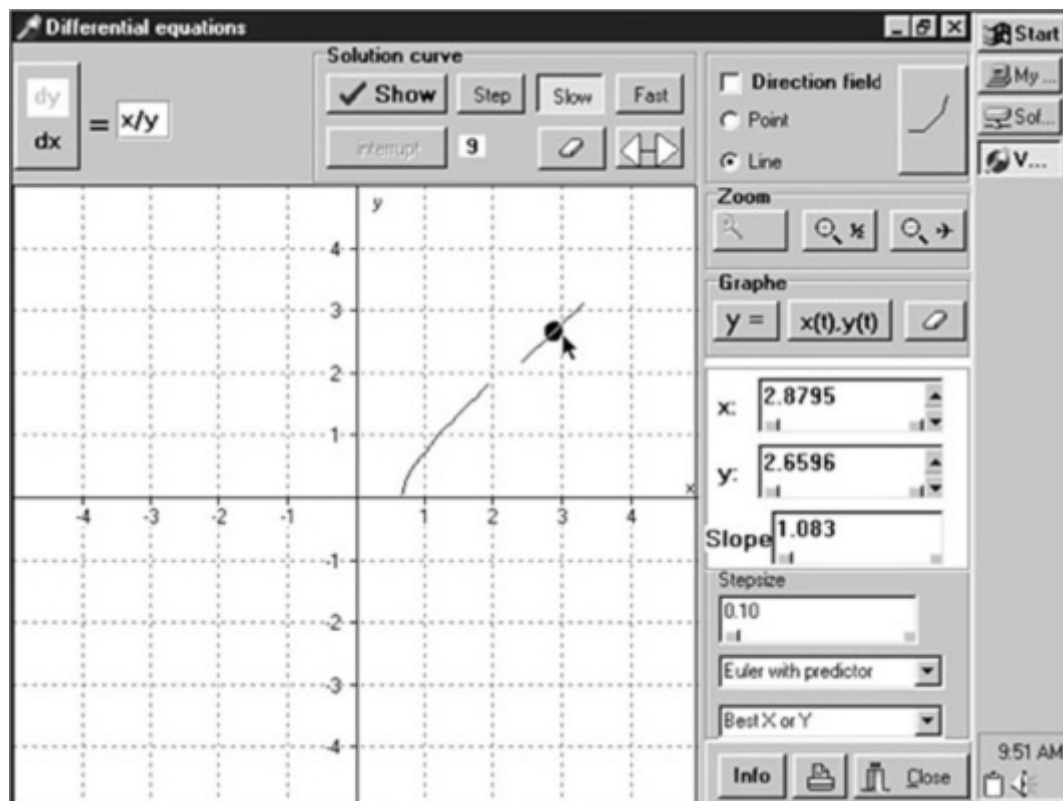 Differential equations
Start
My ...
Sof...
V...
dy
dx
=
x/y
Solution curve
Show
Step
Slow
Fast
interrupt
9
Direction field
Point
Line
Zoom
½
Graphe
y =
x(t),y(t)
x:
2.8795
y:
2.6596
Slope
1.083
Stepsize
0.10
Euler with predictor
Best X or Y
Info
Close
9:51 AM
y
4
3
2
1
x
-4 -3 -2 -1 1 2 3 4
-1
-2
-3
-4